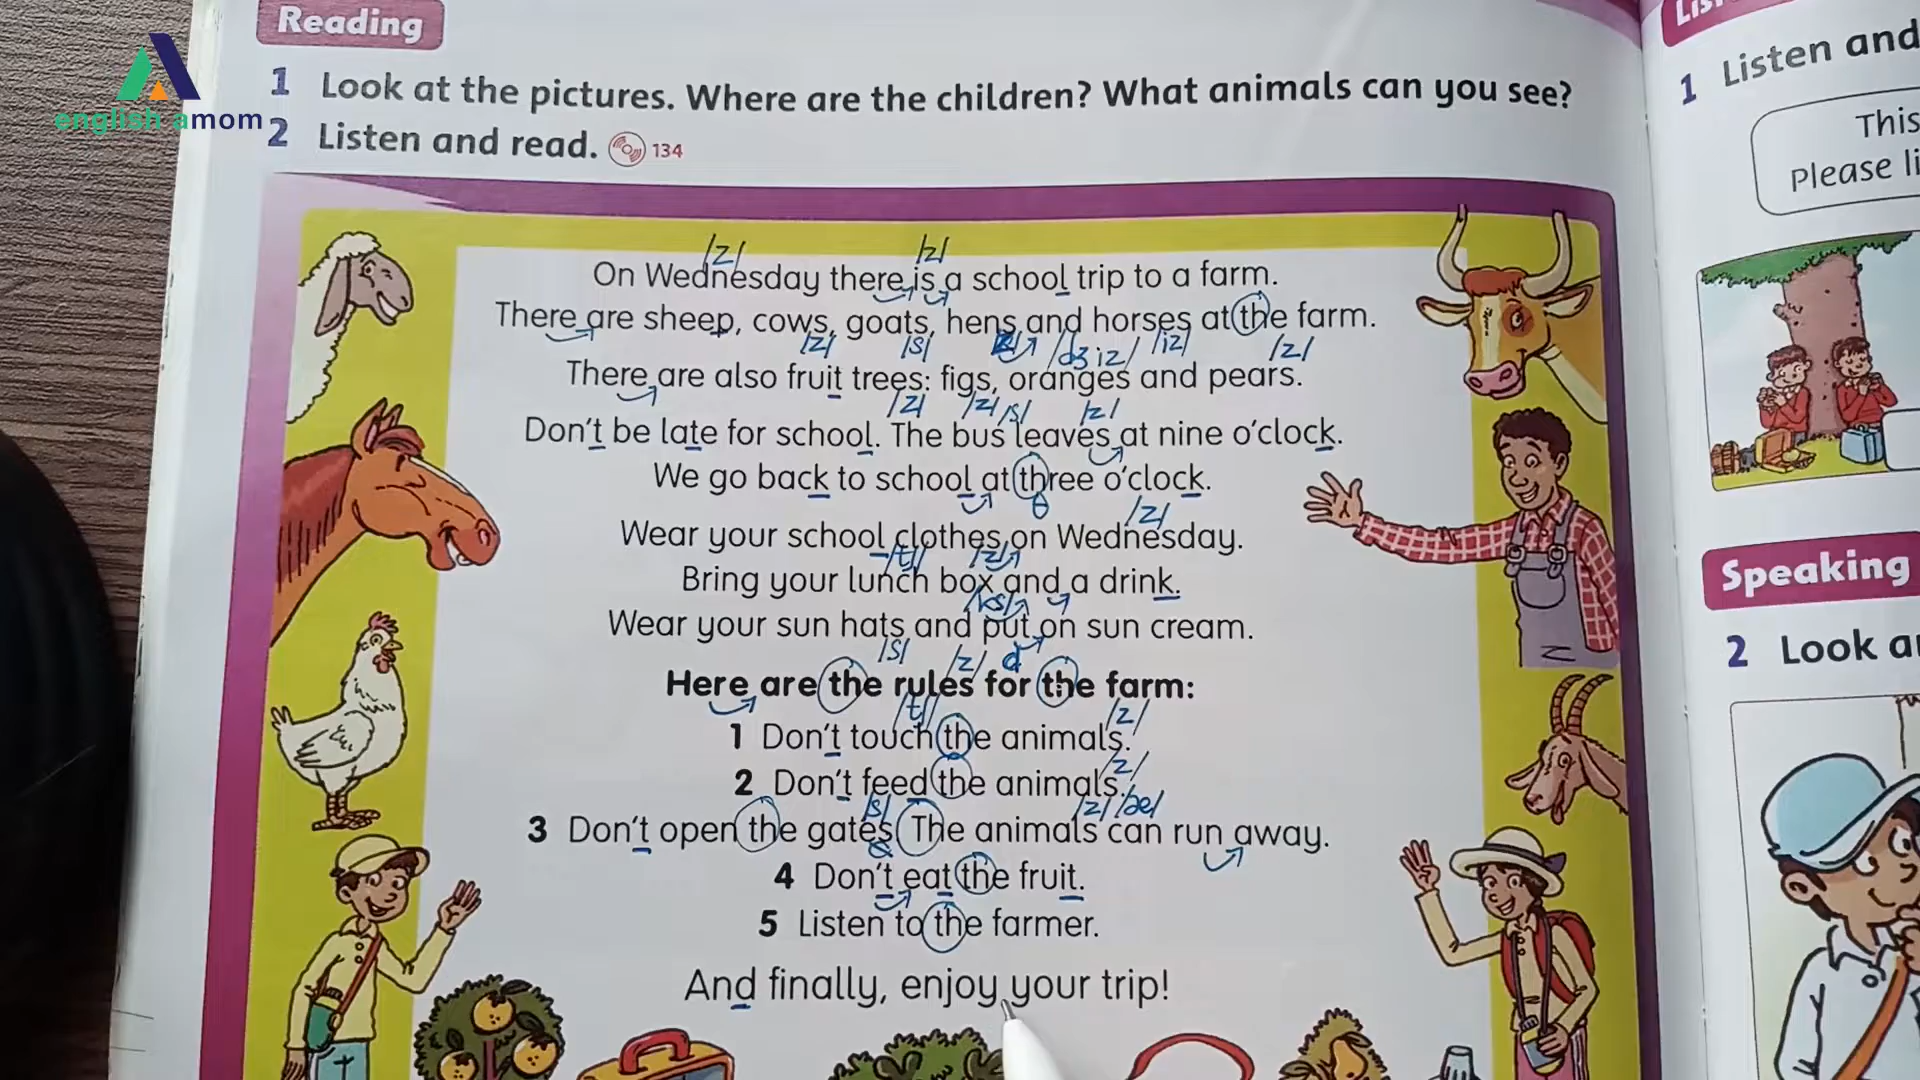 Reading
english amom
1 Look at the pictures. Where are the children? What animals can you see?
2 Listen and read. 134
/z/ /z/
On Wednesday there is a school trip to a farm.
There are sheep, cows, goats, hens and horses at the farm.
/z/ /s/ /dʒiz/ /iz/ /z/
There are also fruit trees: figs, oranges and pears.
/z/ /z/ /s/ /z/
Don't be late for school. The bus leaves at nine o'clock.
We go back to school at three o'clock.
θ /z/
Wear your school clothes on Wednesday.
/tʃ/ /z/
Bring your lunch box and a drink.
/ks/
Wear your sun hats and put on sun cream.
/s/ /z/ d
Here are the rules for the farm:
/tʃ/ /z/
1 Don't touch the animals.
/z/
2 Don't feed the animals.
/s/ /z/ /æ/
3 Don't open the gates. The animals can run away.
4 Don't eat the fruit.
5 Listen to the farmer.
And finally, enjoy your trip!
1 Listen and
This
Please li
Speaking
2 Look a